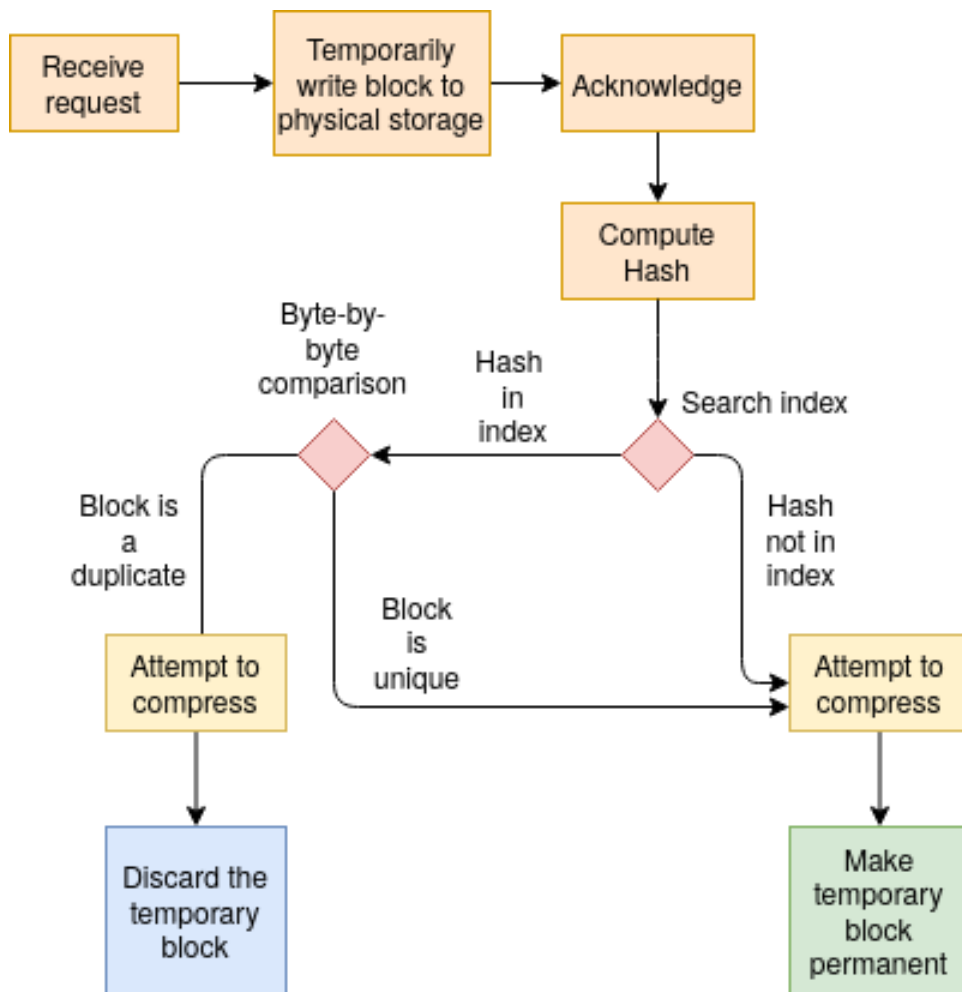 Receive
request
Temporarily
write block to
physical storage
Acknowledge
Compute
Hash
Byte-by-
byte
comparison
Hash
in
index
Search index
Block is
a
duplicate
Hash
not in
index
Block
is
unique
Attempt to
compress
Attempt to
compress
Discard the
temporary
block
Make
temporary
block
permanent